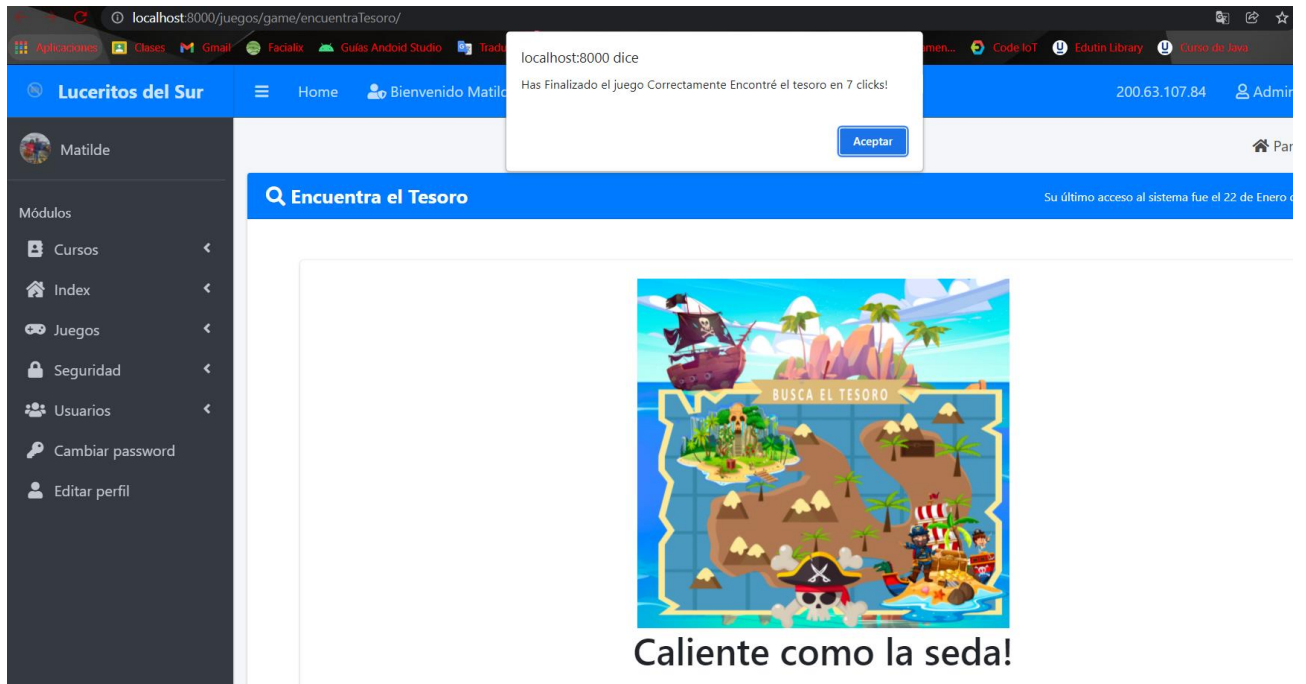 localhost:8000/juegos/game/encuentraTesoro/
Aplicaciones Clases Gmail Facialix Guías Andoid Studio Code IoT Edutin Library Curso de Java
localhost:8000 dice
Has Finalizado el juego Correctamente Encontré el tesoro en 7 clicks!
Aceptar
Luceritos del Sur Home Bienvenido 200.63.107.84
Matilde
Encuentra el Tesoro Su último acceso al sistema fue el 22 de Enero
Módulos
Cursos
Index
Juegos
Seguridad
Usuarios
Cambiar password
Editar perfil
BUSCA EL TESORO
Caliente como la seda!